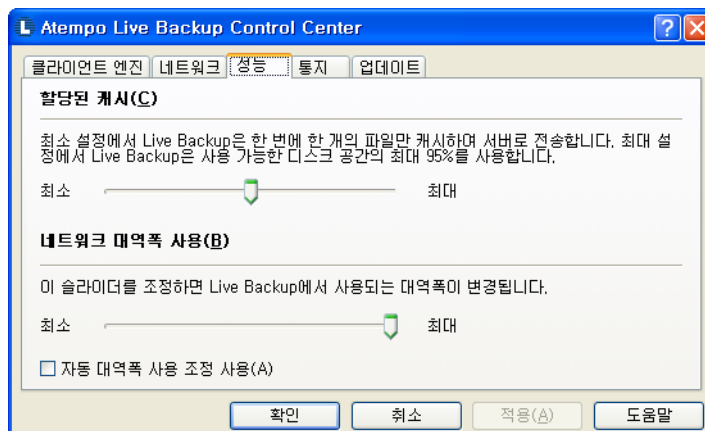 Atempo Live Backup Control Center
클라이언트 엔진 네트워크 성능 통지 업데이트
할당된 캐시(C)
최소 설정에서 Live Backup은 한 번에 한 개의 파일만 캐시하며 서버로 전송합니다. 최대 설
정에서 Live Backup은 사용 가능한 디스크 공간의 최대 95%를 사용합니다.
최소 최대
네트워크 대역폭 사용(B)
이 슬라이더를 조정하면 Live Backup에서 사용되는 대역폭이 변경됩니다.
최소 최대
자동 대역폭 사용 조정 사용(A)
확인 취소 적용(A) 도움말